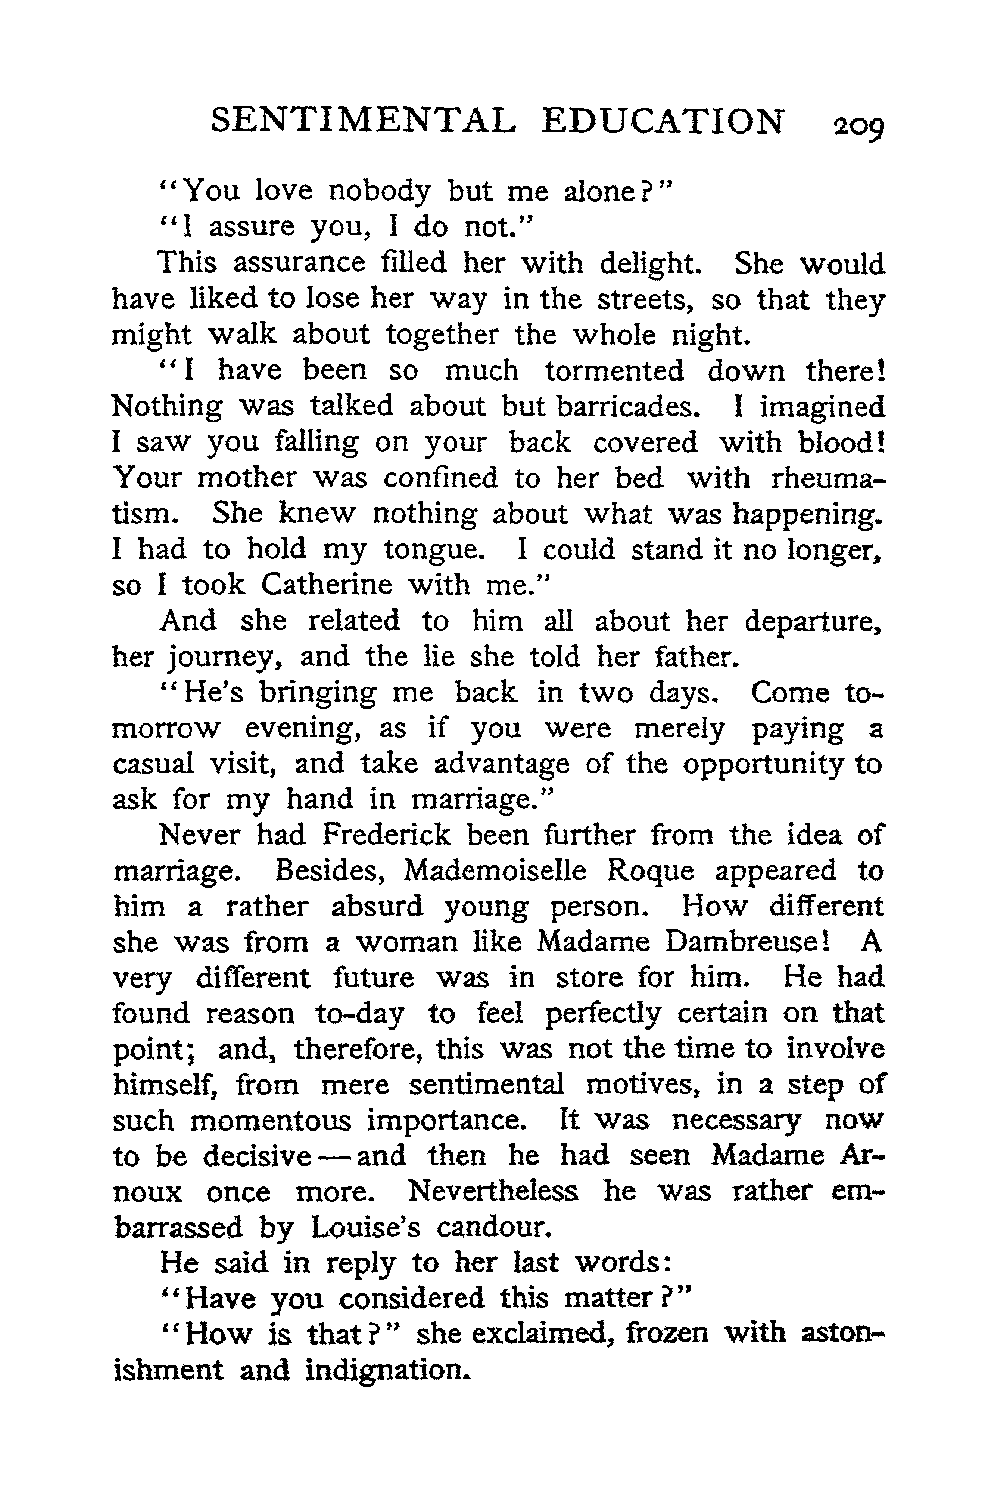 SENTIMENTAL EDUCATION 209
"You love nobody but me alone?"
"I assure you, I do not."
This assurance filled her with delight. She would
have liked to lose her way in the streets, so that they
might walk about together the whole night.
"I have been so much tormented down there!
Nothing was talked about but barricades. I imagined
I saw you falling on your back covered with blood!
Your mother was confined to her bed with rheuma-
tism. She knew nothing about what was happening.
I had to hold my tongue. I could stand it no longer,
so I took Catherine with me."
And she related to him all about her departure,
her journey, and the lie she told her father.
"He's bringing me back in two days. Come to-
morrow evening, as if you were merely paying a
casual visit, and take advantage of the opportunity to
ask for my hand in marriage."
Never had Frederick been further from the idea of
marriage. Besides, Mademoiselle Roque appeared to
him a rather absurd young person. How different
she was from a woman like Madame Dambreuse! A
very different future was in store for him. He had
found reason to-day to feel perfectly certain on that
point; and, therefore, this was not the time to involve
himself, from mere sentimental motives, in a step of
such momentous importance. It was necessary now
to be decisive—and then he had seen Madame Ar-
noux once more. Nevertheless he was rather em-
barrassed by Louise's candour.
He said in reply to her last words:
"Have you considered this matter?"
"How is that?" she exclaimed, frozen with aston-
ishment and indignation.